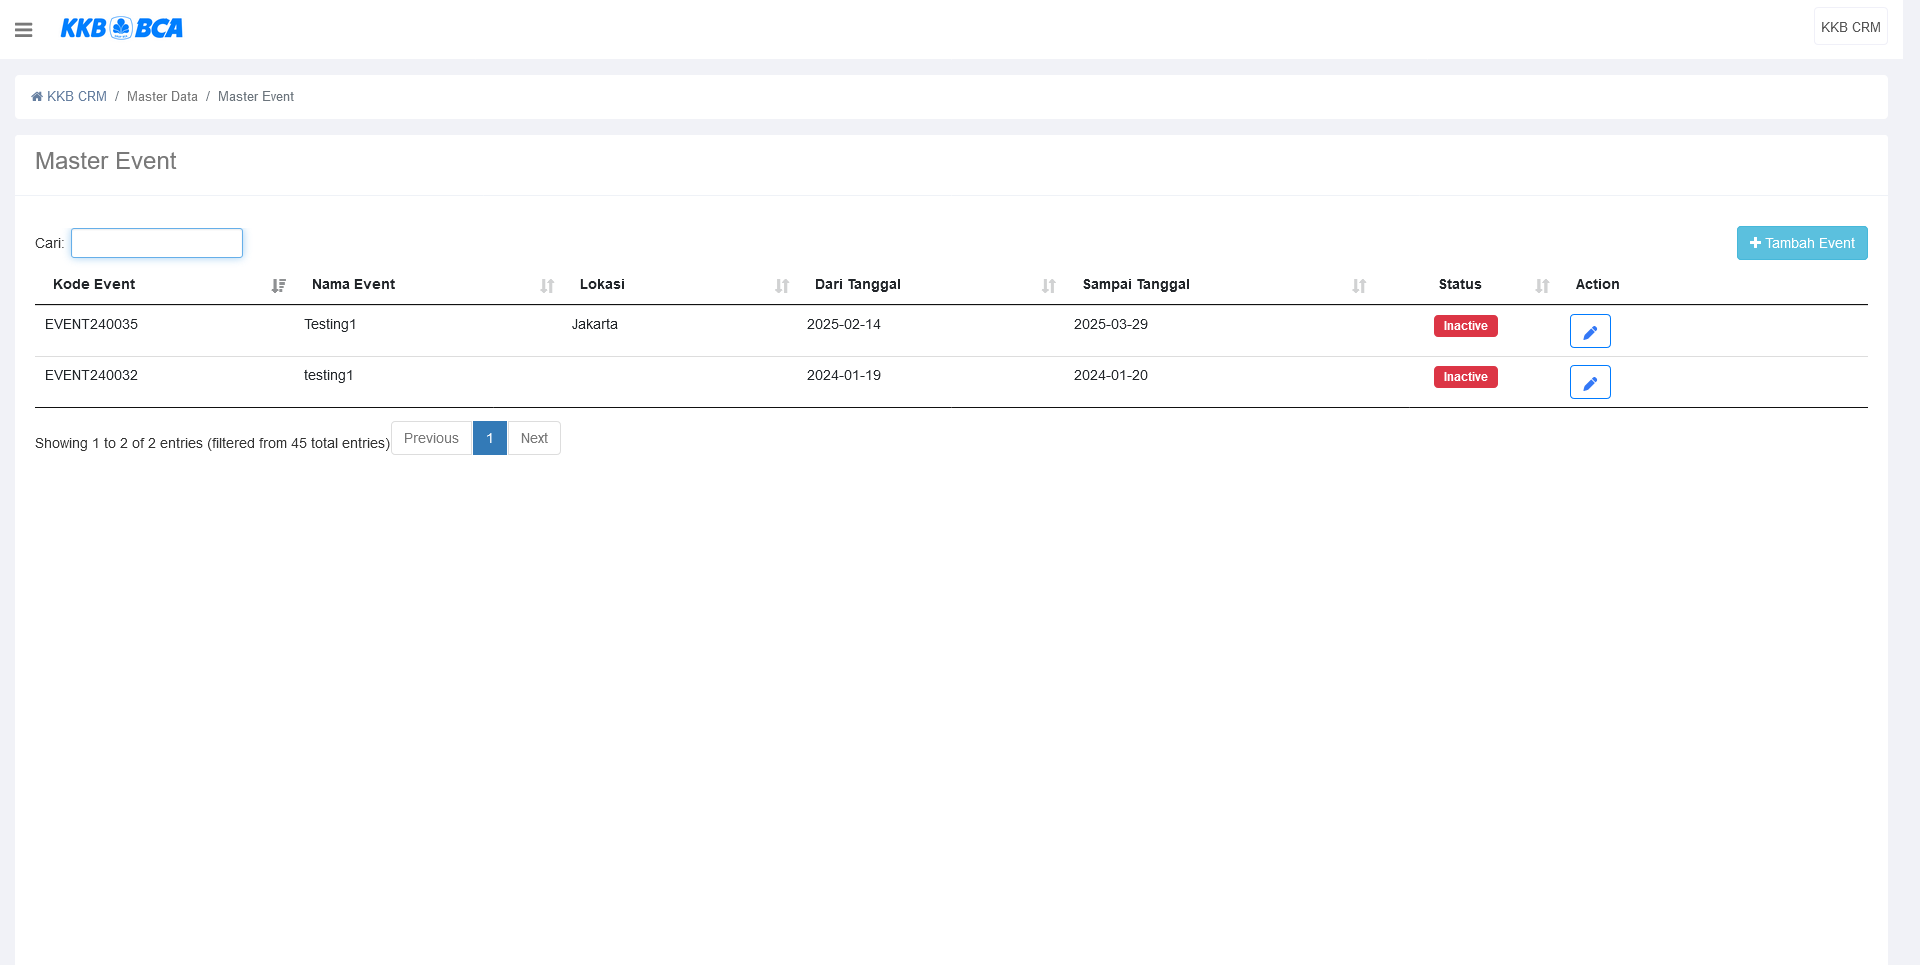 KKB BCA
KKB CRM
KKB CRM / Master Data / Master Event
Master Event
Cari:
Tambah Event
Kode Event Nama Event Lokasi Dari Tanggal Sampai Tanggal Status Action
EVENT240035 Testing1 Jakarta 2025-02-14 2025-03-29 Inactive
EVENT240032 testing1 2024-01-19 2024-01-20 Inactive
Showing 1 to 2 of 2 entries (filtered from 45 total entries) Previous 1 Next